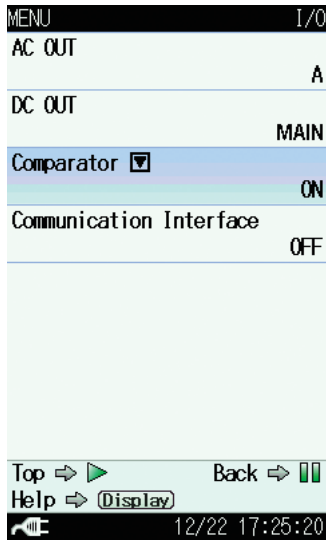 MENU I/O
AC OUT
A
DC OUT
MAIN
Comparator
ON
Communication Interface
OFF
Top ⇨ ▷ Back ⇨
Help ⇨ (Display)
12/22 17:25:20